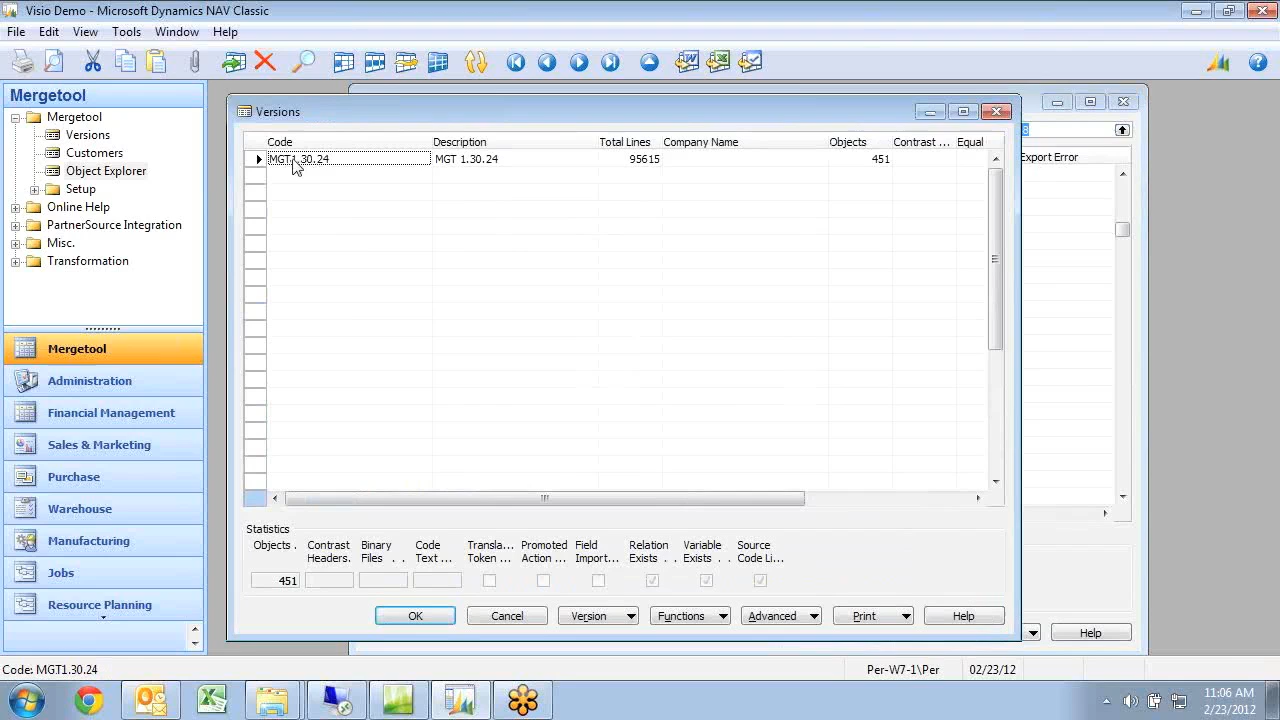 Visio Demo - Microsoft Dynamics NAV Classic
File Edit View Tools Window Help
Mergetool
Mergetool
Versions
Customers
Object Explorer
Setup
Online Help
PartnerSource Integration
Misc.
Transformation
Mergetool
Administration
Financial Management
Sales & Marketing
Purchase
Warehouse
Manufacturing
Jobs
Resource Planning
Versions
Code Description Total Lines Company Name Objects Contrast ... Equal
MGT1.30.24 MGT 1.30.24 95615 451
Export Error
Statistics
Objects . Contrast Headers. Binary Files . . Code Text ... Transla... Token ... Promoted Action ... Field Import... Relation Exists . . Variable Exists . . Source Code Li...
451
OK Cancel Version Functions Advanced Print Help
Help
Code: MGT1.30.24 Per-W7-1\Per 02/23/12
11:06 AM
2/23/2012